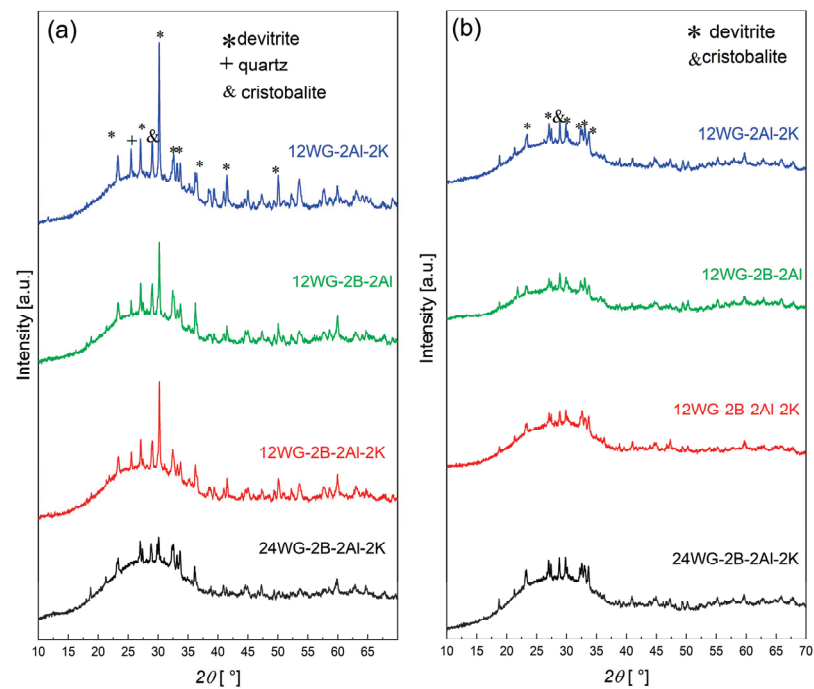 (a)
*devitrite
+ quartz
& cristobalite
* * + * & * ** * * *
12WG-2Al-2K
12WG-2B-2Al
12WG-2B-2Al-2K
24WG-2B-2Al-2K
Intensity [a.u.]
10 15 20 25 30 35 40 45 50 55 60 65
2θ [ °]
(b)
* devitrite
&cristobalite
* * & * ** *
12WG-2Al-2K
12WG-2B-2Al
12WG-2B-2Al-2K
24WG-2B-2Al-2K
Intensity [a.u.]
10 15 20 25 30 35 40 45 50 55 60 65 70
2θ [ °]